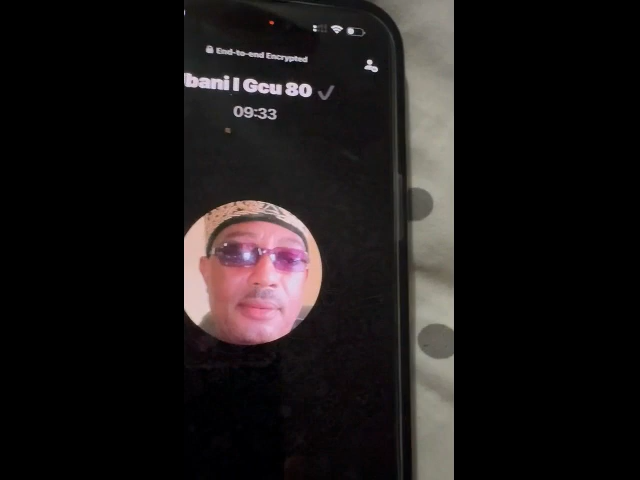 End-to-end Encrypted
bani I Gcu 80 ✓
09:33